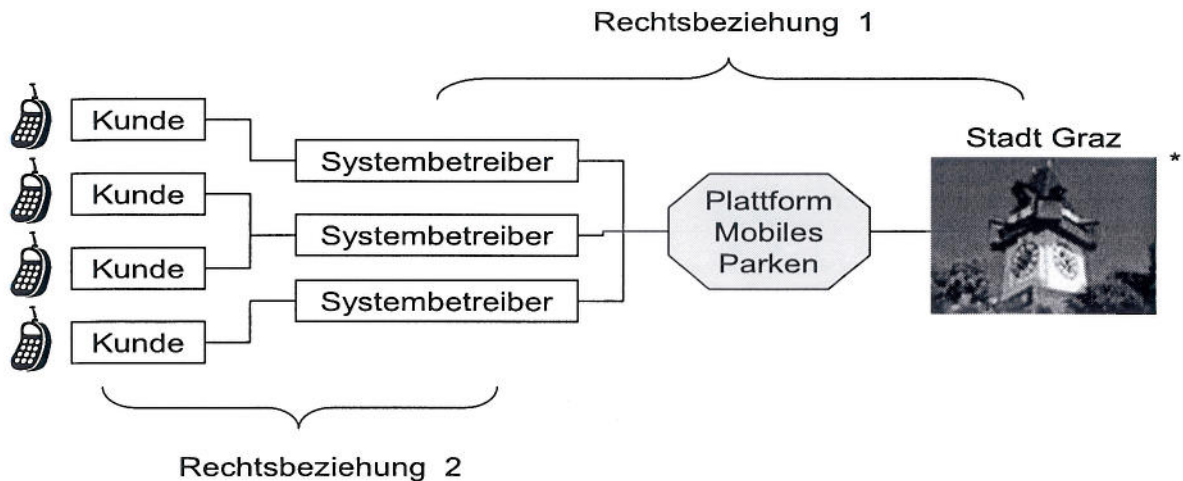 Rechtsbeziehung 1
Stadt Graz *
Kunde
Kunde
Kunde
Kunde
Systembetreiber
Systembetreiber
Systembetreiber
Plattform
Mobiles
Parken
Rechtsbeziehung 2